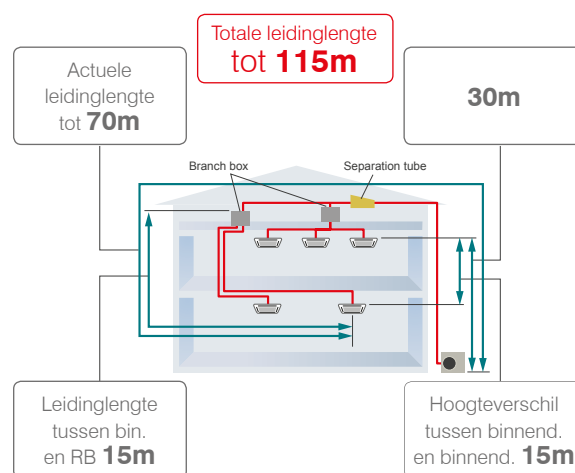 Totale leidinglengte
tot 115m
Actuele
leidinglengte
tot 70m
30m
Branch box
Separation tube
Leidinglengte
tussen bin.
en RB 15m
Hoogteverschil
tussen binnend.
en binnend. 15m